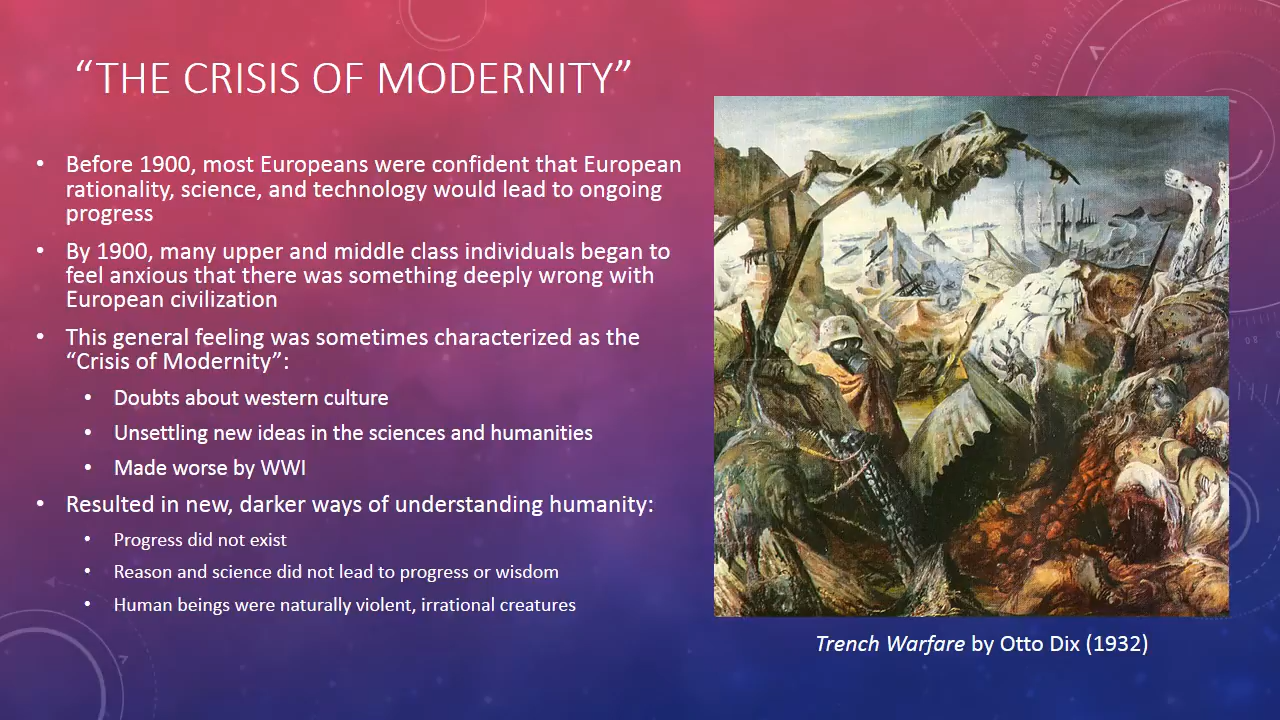 “THE CRISIS OF MODERNITY”
• Before 1900, most Europeans were confident that European
rationality, science, and technology would lead to ongoing
progress
• By 1900, many upper and middle class individuals began to
feel anxious that there was something deeply wrong with
European civilization
• This general feeling was sometimes characterized as the
“Crisis of Modernity”:
• Doubts about western culture
• Unsettling new ideas in the sciences and humanities
• Made worse by WWI
• Resulted in new, darker ways of understanding humanity:
• Progress did not exist
• Reason and science did not lead to progress or wisdom
• Human beings were naturally violent, irrational creatures
Trench Warfare by Otto Dix (1932)